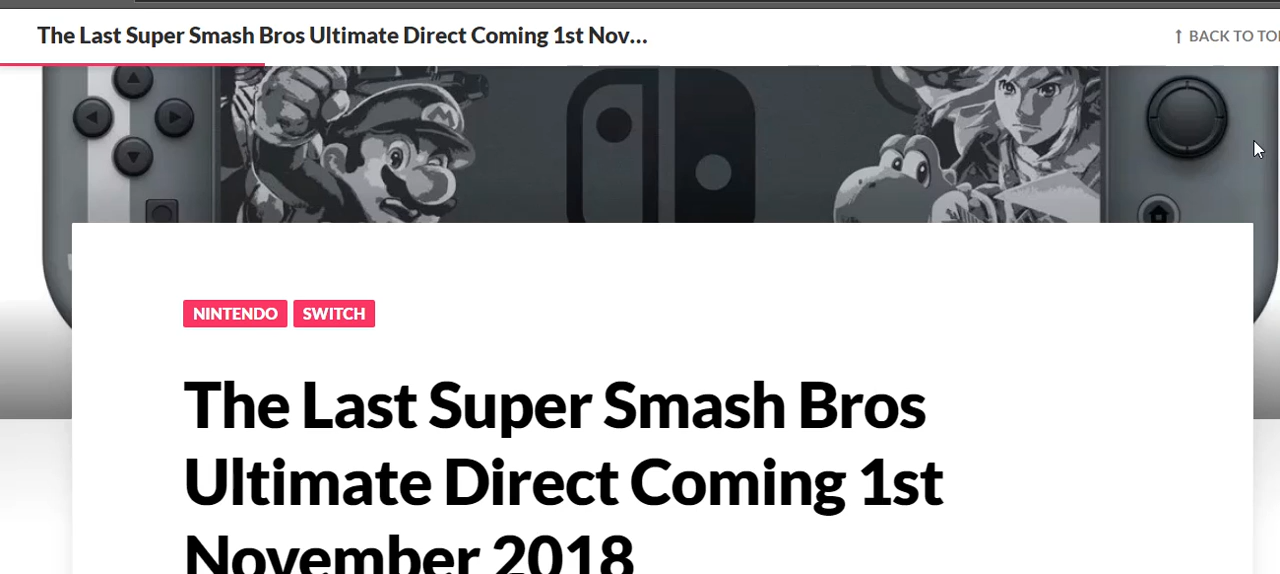 The Last Super Smash Bros Ultimate Direct Coming 1st Nov...
↑ BACK TO TO
NINTENDO SWITCH
The Last Super Smash Bros
Ultimate Direct Coming 1st
November 2018